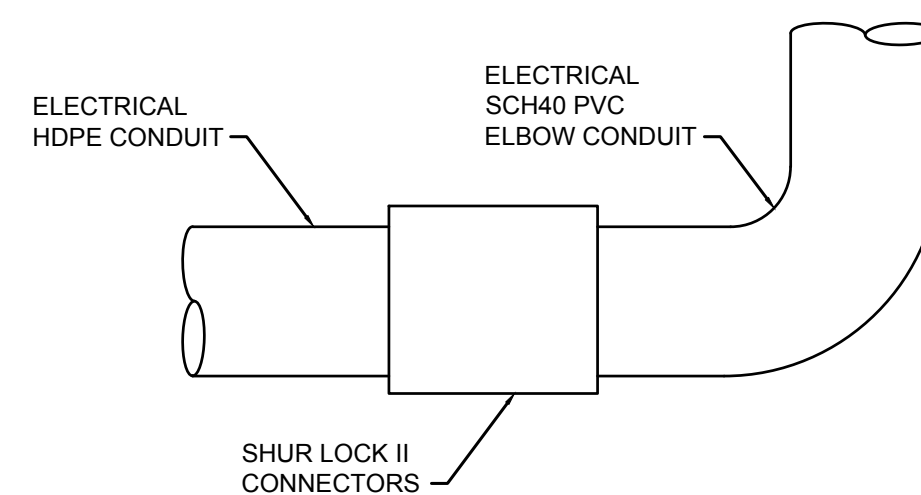 ELECTRICAL
HDPE CONDUIT
ELECTRICAL
SCH40 PVC
ELBOW CONDUIT
SHUR LOCK II
CONNECTORS